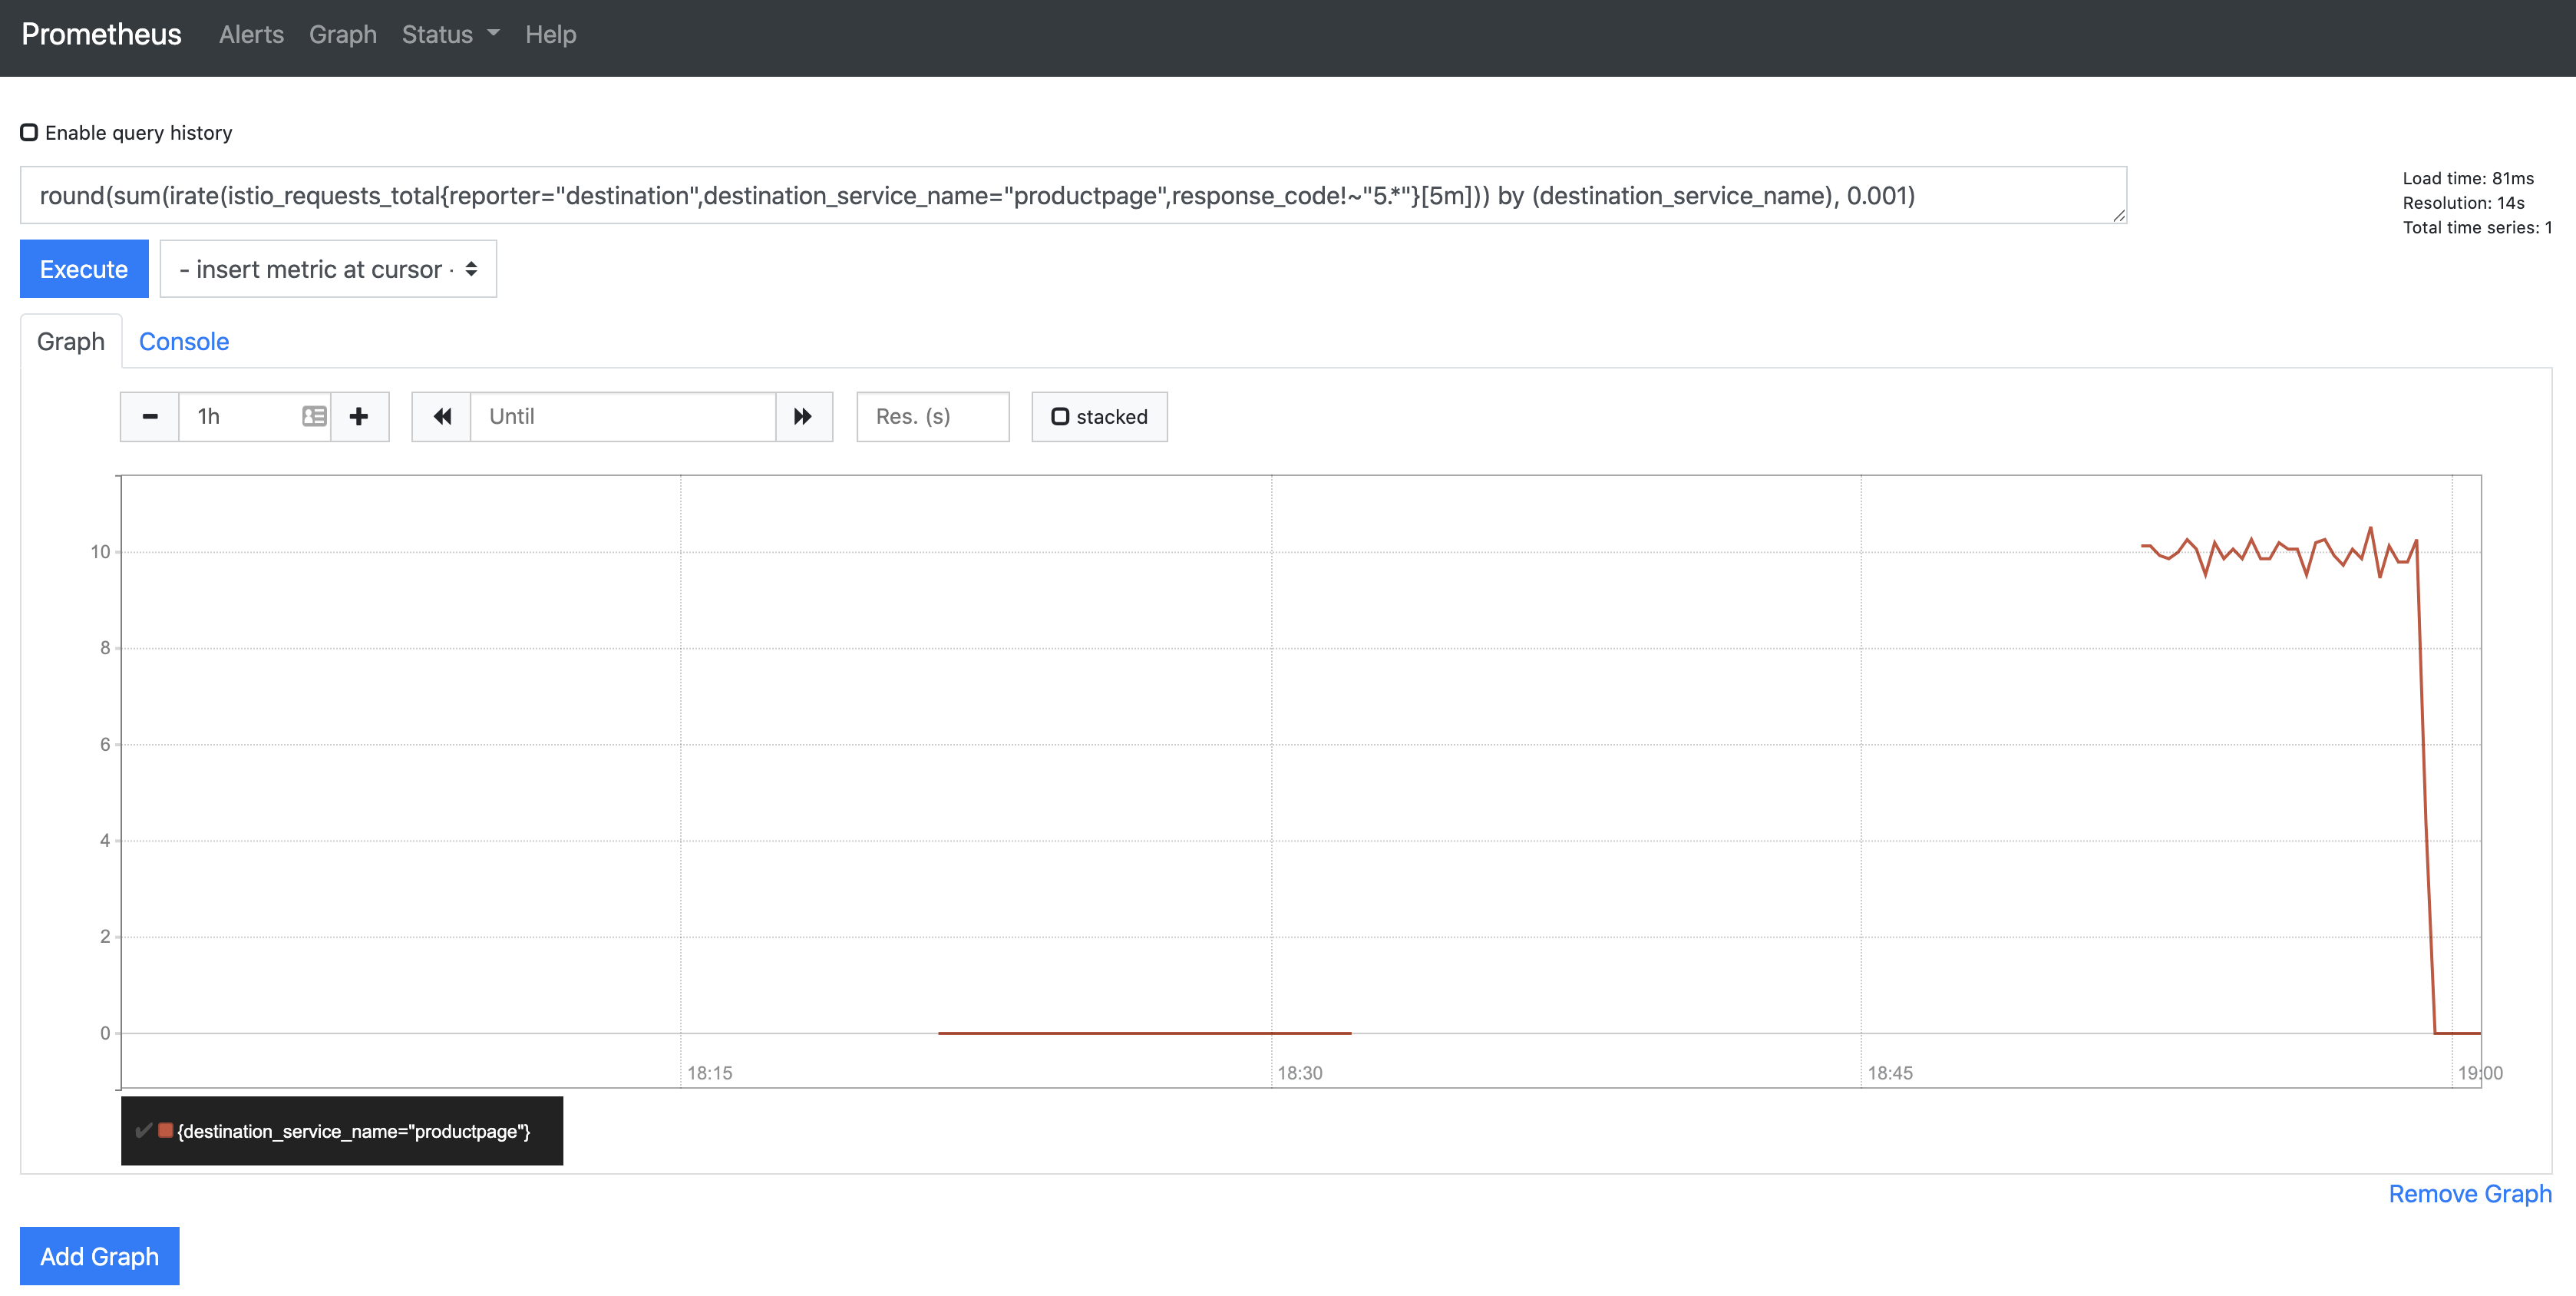 Prometheus Alerts Graph Status Help
Enable query history
round(sum(irate(istio_requests_total{reporter="destination",destination_service_name="productpage",response_code!~"5.*"}[5m])) by (destination_service_name), 0.001)
Load time: 81ms
Resolution: 14s
Total time series: 1
Execute - insert metric at cursor -
Graph Console
1h Until Res. (s) stacked
10
8
6
4
2
0
18:15 18:30 18:45 19:00
{destination_service_name="productpage"}
Remove Graph
Add Graph